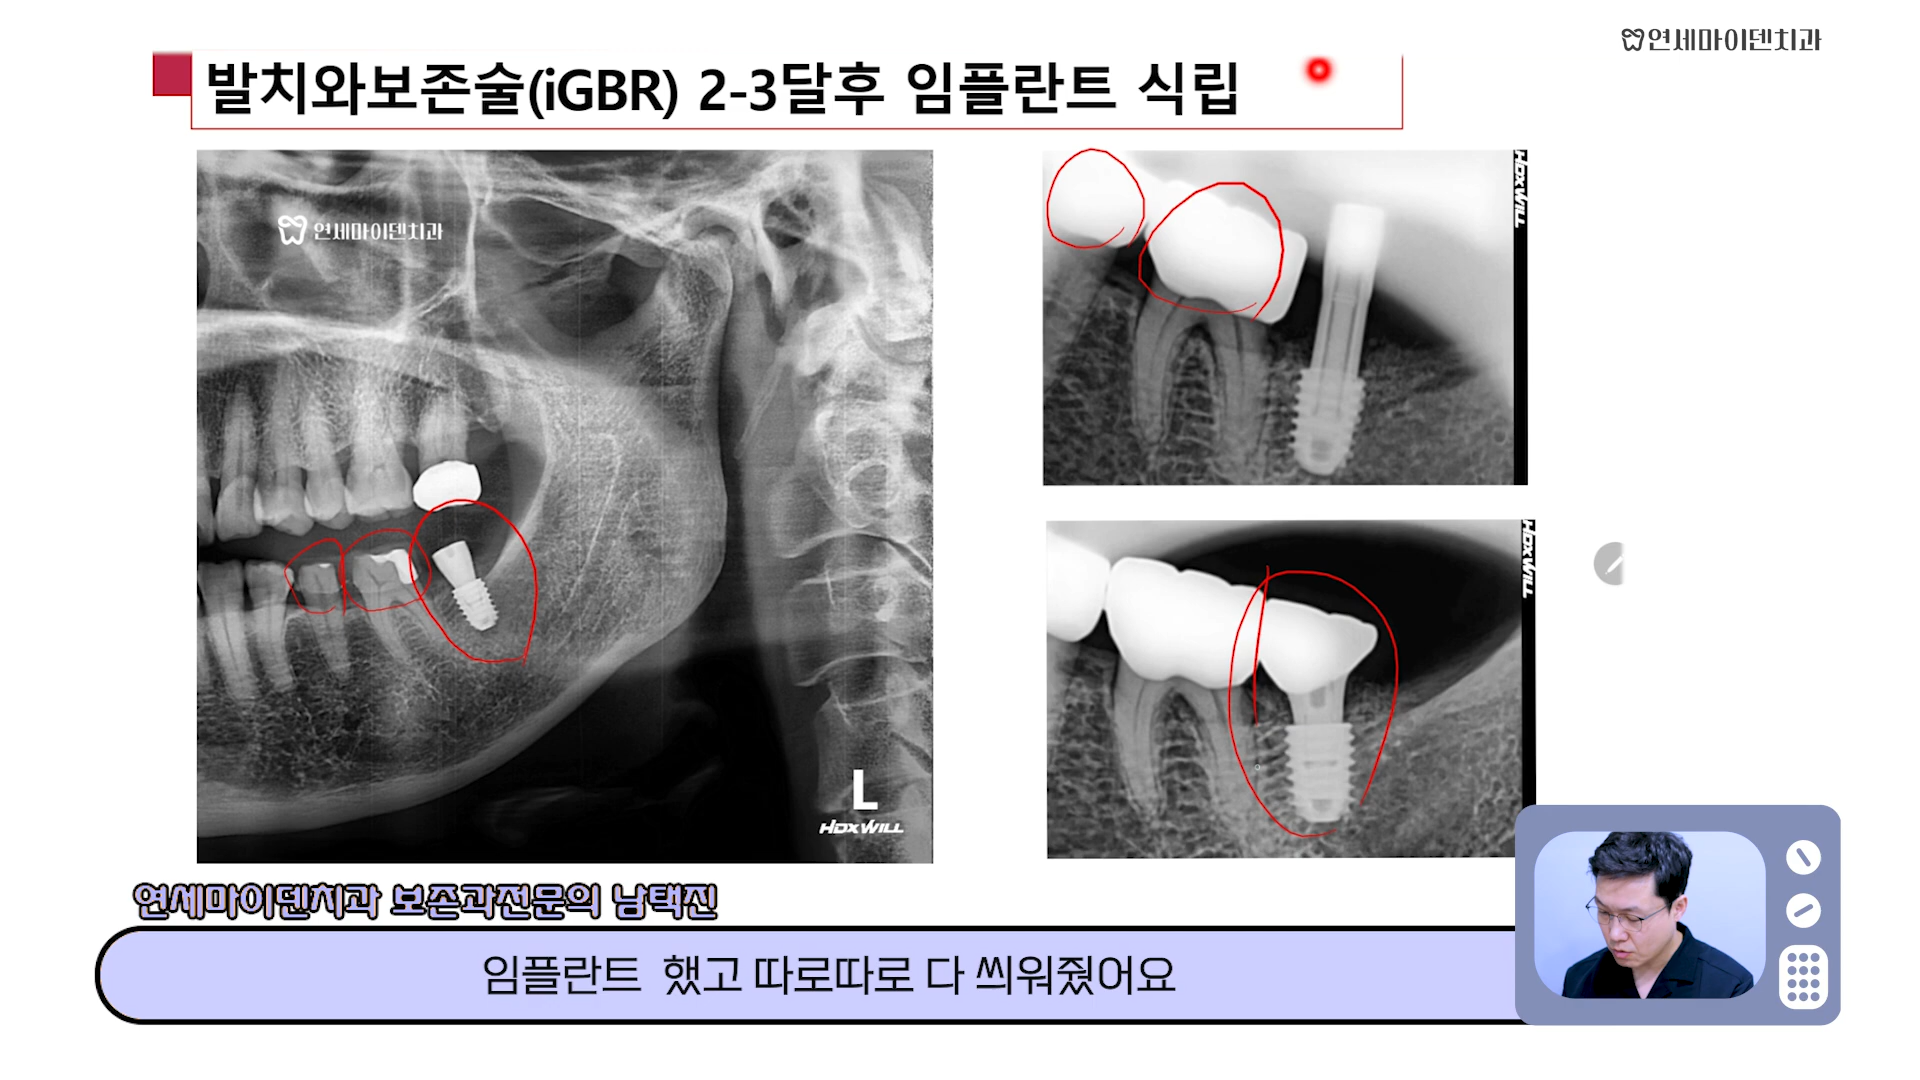 연세마이덴치과
발치와보존술(iGBR) 2-3달후 임플란트 식립
연세마이덴치과
HDXWILL
HDXWILL
L
HDXWILL
연세마이덴치과 보존과전문의 남택진
임플란트 했고 따로따로 다 씌워줬어요